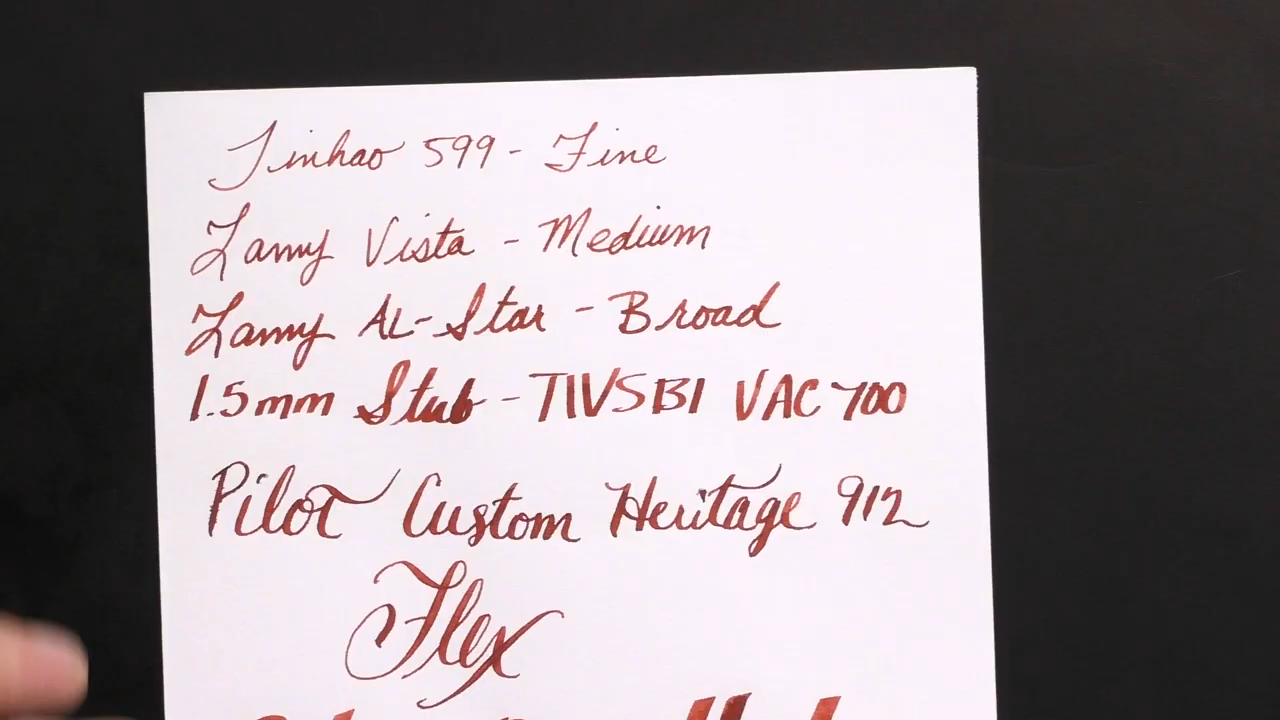 Jinhao 599 - Fine
Lamy Vista - Medium
Lamy AL-Star - Broad
1.5mm Stub - TWSBI VAC 700
Pilot Custom Heritage 912
Flex